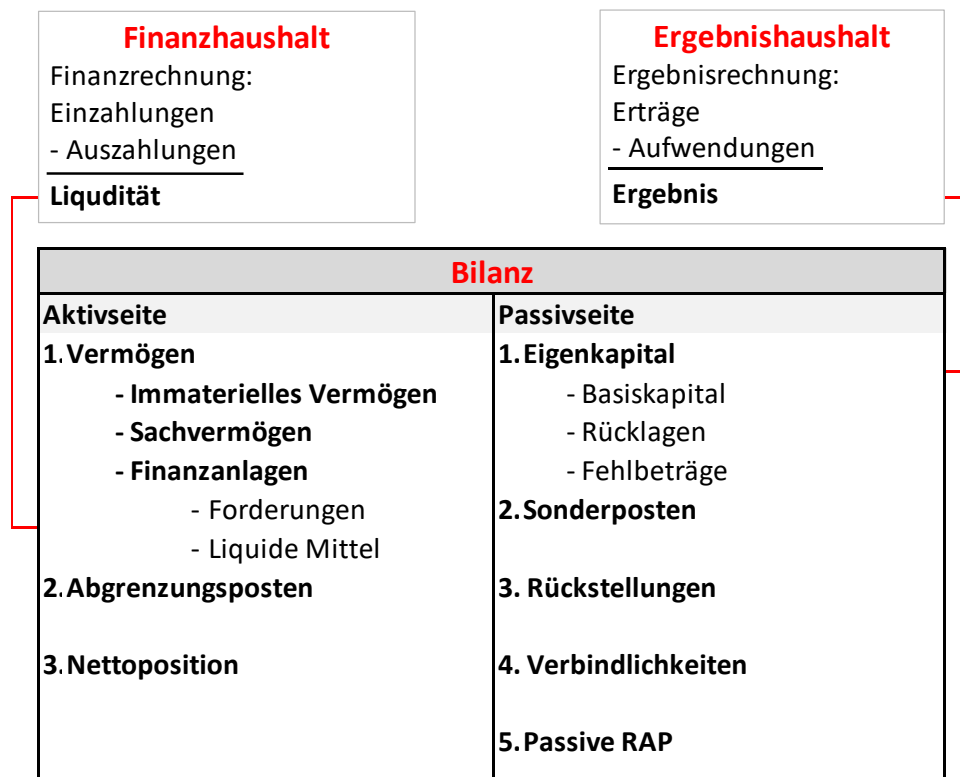 Finanzhaushalt
Finanzrechnung:
Einzahlungen
- Auszahlungen
Liqudität
Ergebnishaushalt
Ergebnisrechnung:
Erträge
- Aufwendungen
Ergebnis
Bilanz
Aktivseite
1. Vermögen
- Immaterielles Vermögen
- Sachvermögen
- Finanzanlagen
- Forderungen
- Liquide Mittel
2. Abgrenzungsposten
3. Nettoposition
Passivseite
1. Eigenkapital
- Basiskapital
- Rücklagen
- Fehlbeträge
2. Sonderposten
3. Rückstellungen
4. Verbindlichkeiten
5. Passive RAP